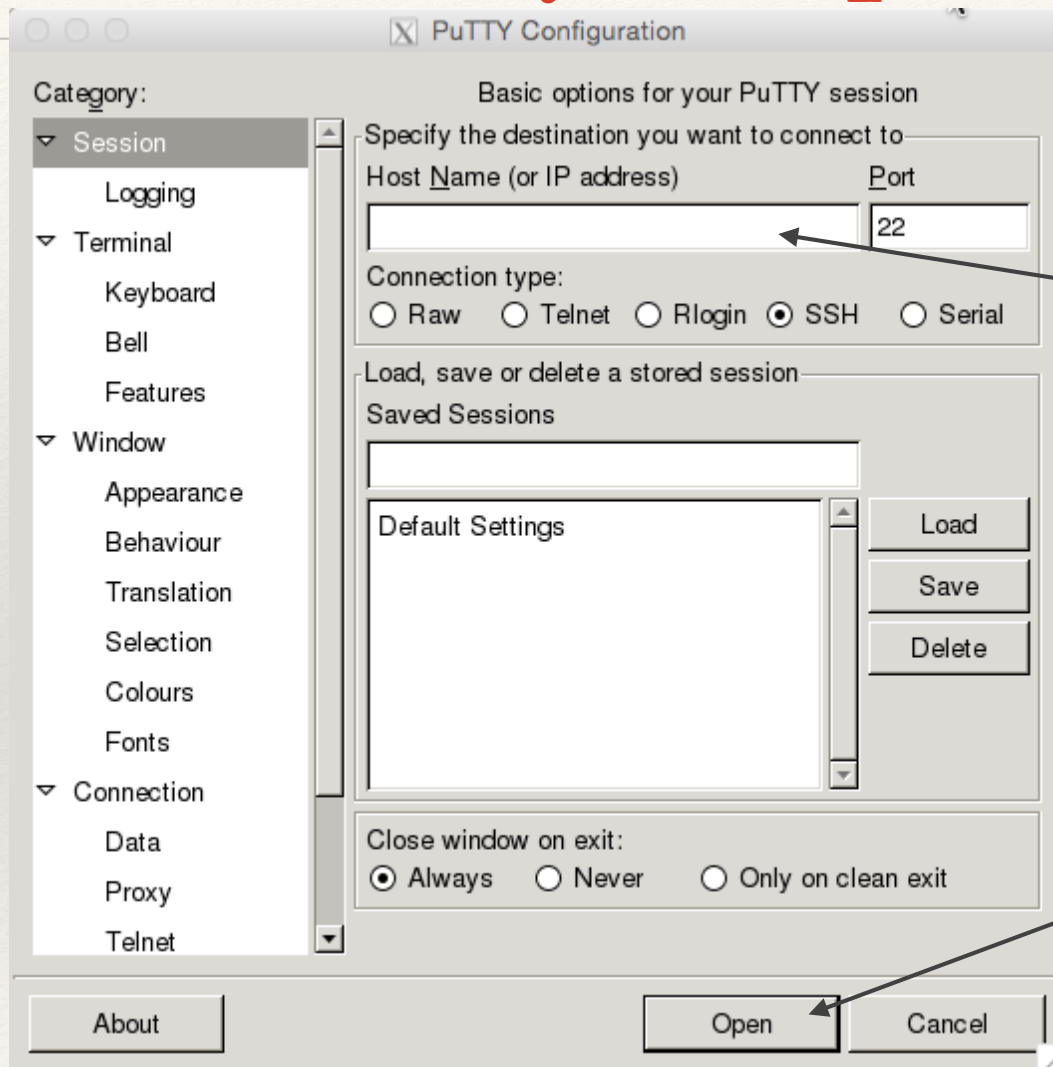 PuTTY Configuration
Category:
Session
Logging
Terminal
Keyboard
Bell
Features
Window
Appearance
Behaviour
Translation
Selection
Colours
Fonts
Connection
Data
Proxy
Telnet
Basic options for your PuTTY session
Specify the destination you want to connect to
Host Name (or IP address) Port
22
Connection type:
Raw Telnet Rlogin SSH Serial
Load, save or delete a stored session
Saved Sessions
Default Settings
Load
Save
Delete
Close window on exit:
Always Never Only on clean exit
About Open Cancel